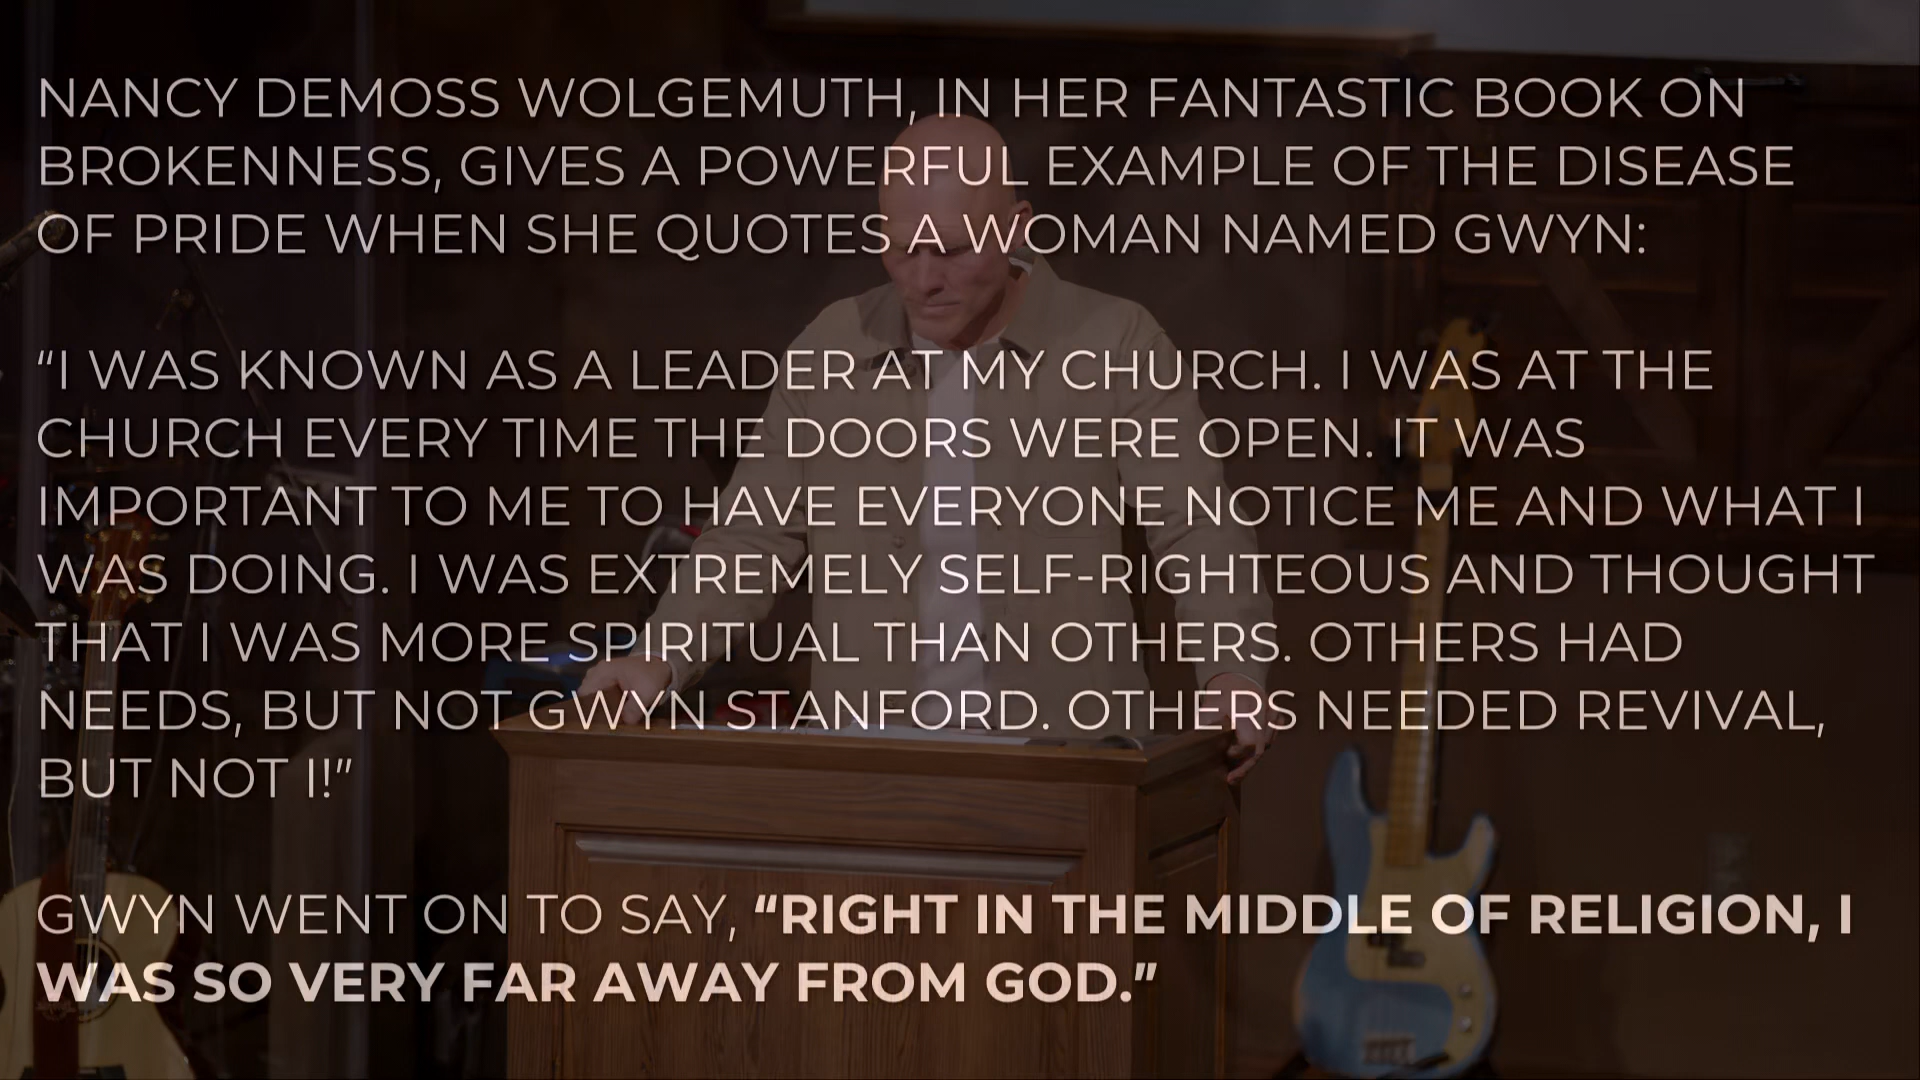 NANCY DEMOSS WOLGEMUTH, IN HER FANTASTIC BOOK ON
BROKENNESS, GIVES A POWERFUL EXAMPLE OF THE DISEASE
OF PRIDE WHEN SHE QUOTES A WOMAN NAMED GWYN:
“I WAS KNOWN AS A LEADER AT MY CHURCH. I WAS AT THE
CHURCH EVERY TIME THE DOORS WERE OPEN. IT WAS
IMPORTANT TO ME TO HAVE EVERYONE NOTICE ME AND WHAT I
WAS DOING. I WAS EXTREMELY SELF-RIGHTEOUS AND THOUGHT
THAT I WAS MORE SPIRITUAL THAN OTHERS. OTHERS HAD
NEEDS, BUT NOT GWYN STANFORD. OTHERS NEEDED REVIVAL,
BUT NOT I!”
GWYN WENT ON TO SAY, “RIGHT IN THE MIDDLE OF RELIGION, I
WAS SO VERY FAR AWAY FROM GOD.”